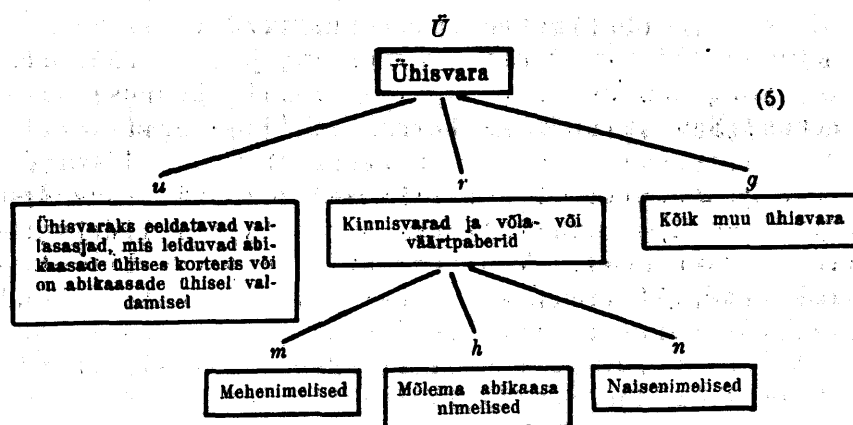 Ü
Ühisvara
(5)
u
r
g
Ühisvaraks eeldatavad val-
lasasjad, mis leiduvad abi-
kaasade ühises korteris või
on abikaasade ühisel val-
damisel
Kinnisvarad ja võla- või
väärtpaberid
Kõik muu ühisvara
m
h
n
Mehenimelised
Mõlema abikaasa
nimelised
Naisenimelised